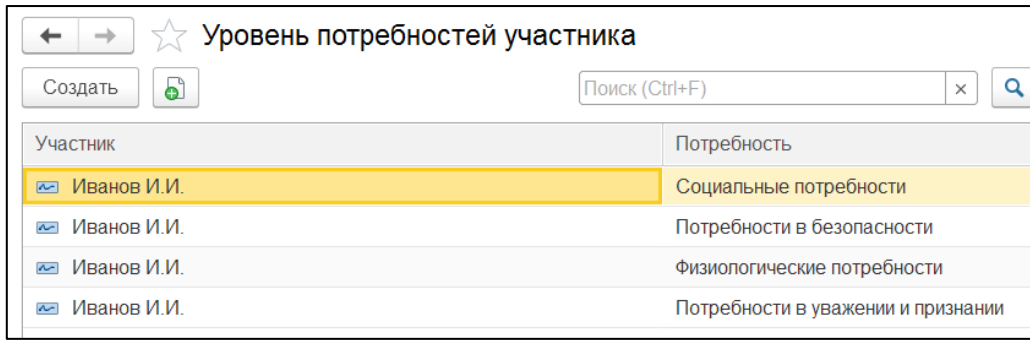 Уровень потребностей участника
Создать Поиск (Ctrl+F) ×
Участник Потребность
Иванов И.И. Социальные потребности
Иванов И.И. Потребности в безопасности
Иванов И.И. Физиологические потребности
Иванов И.И. Потребности в уважении и признании